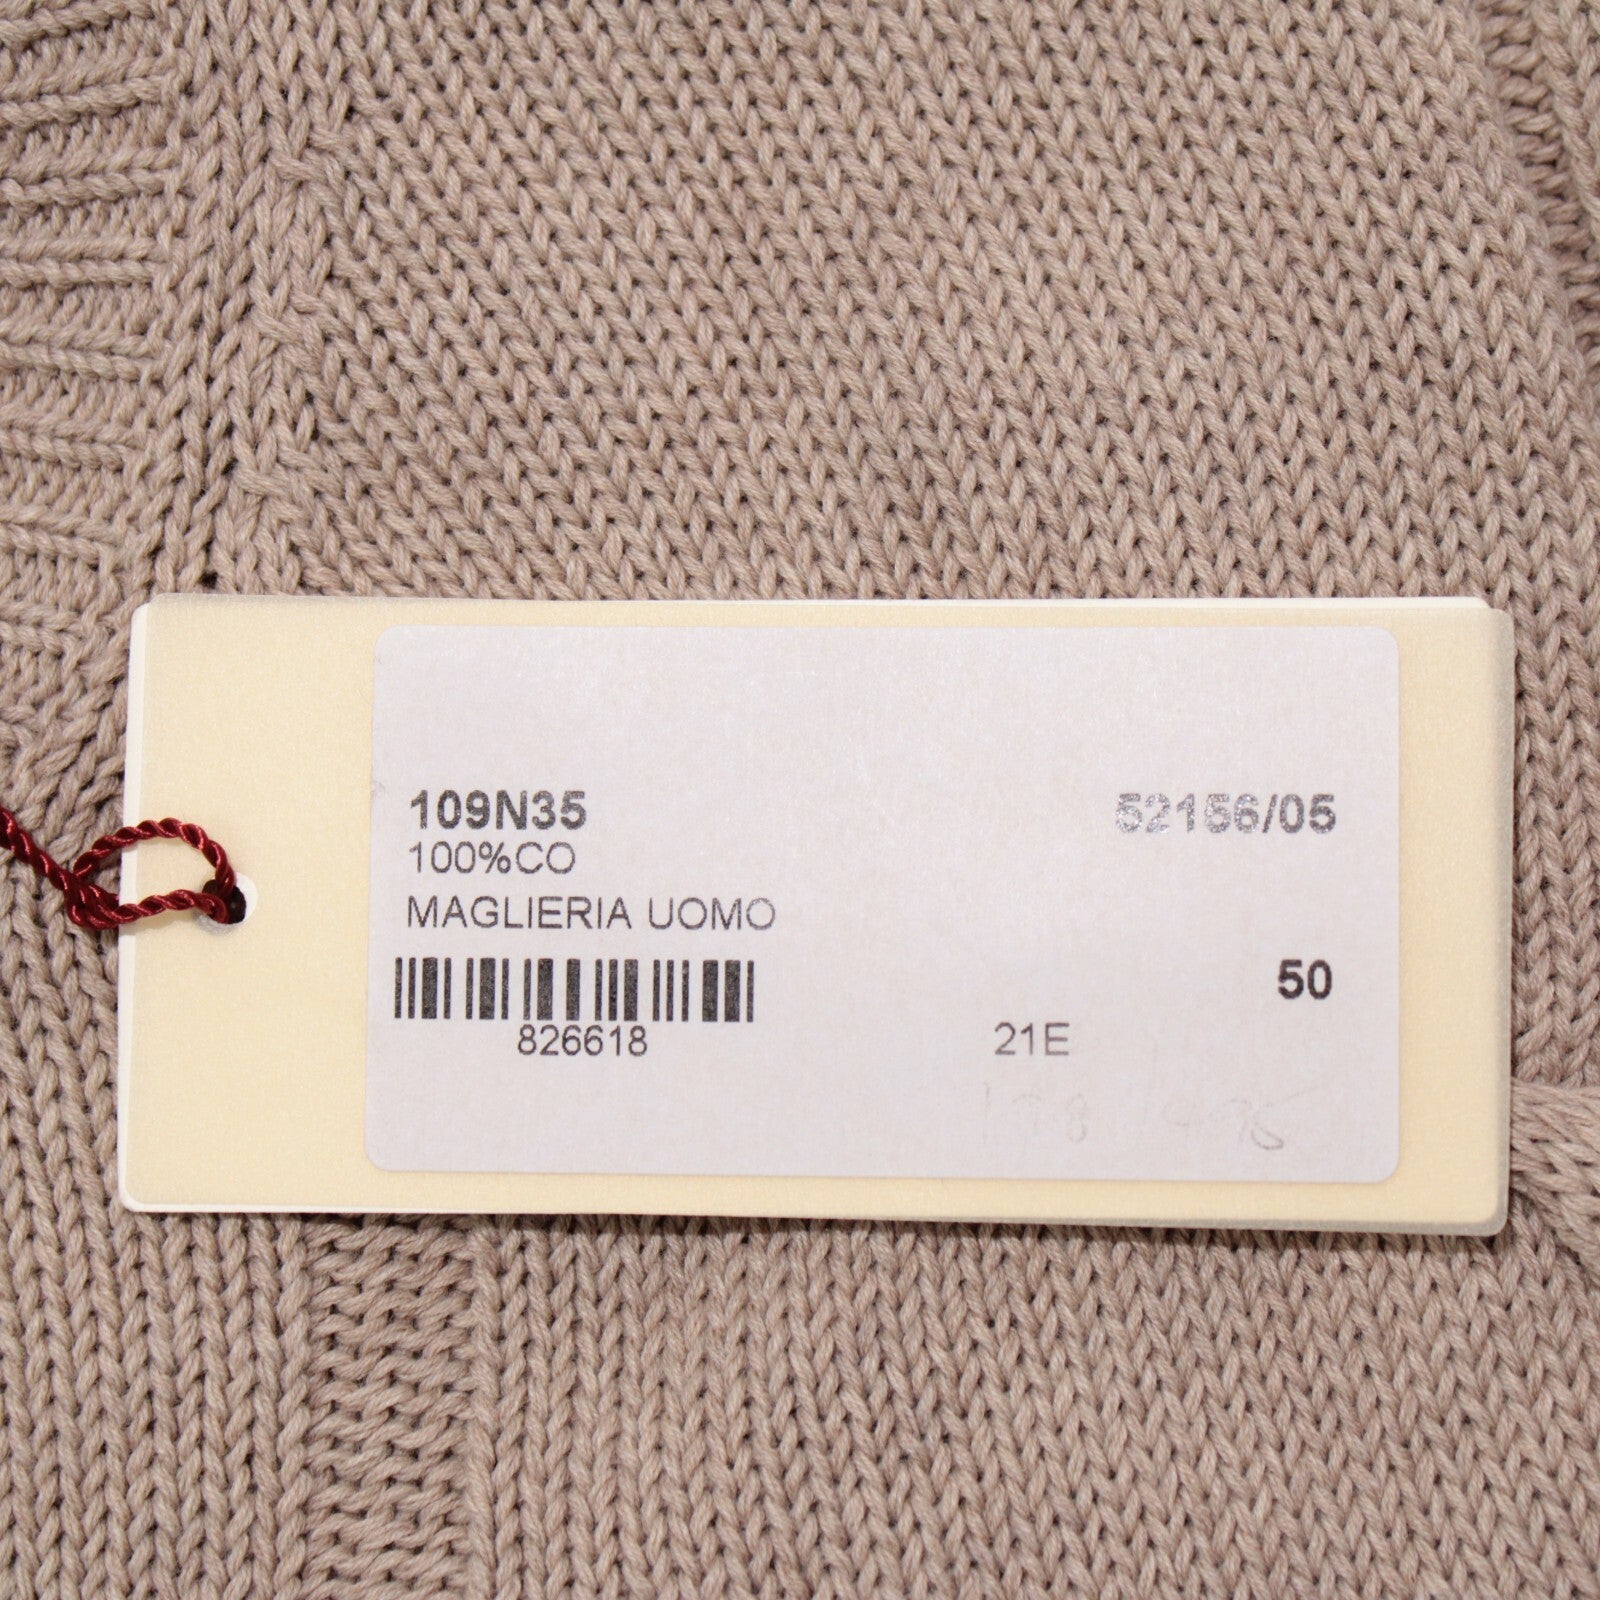 109N35 52156/05
100%CO
MAGLIERIA UOMO
50
826618
21E